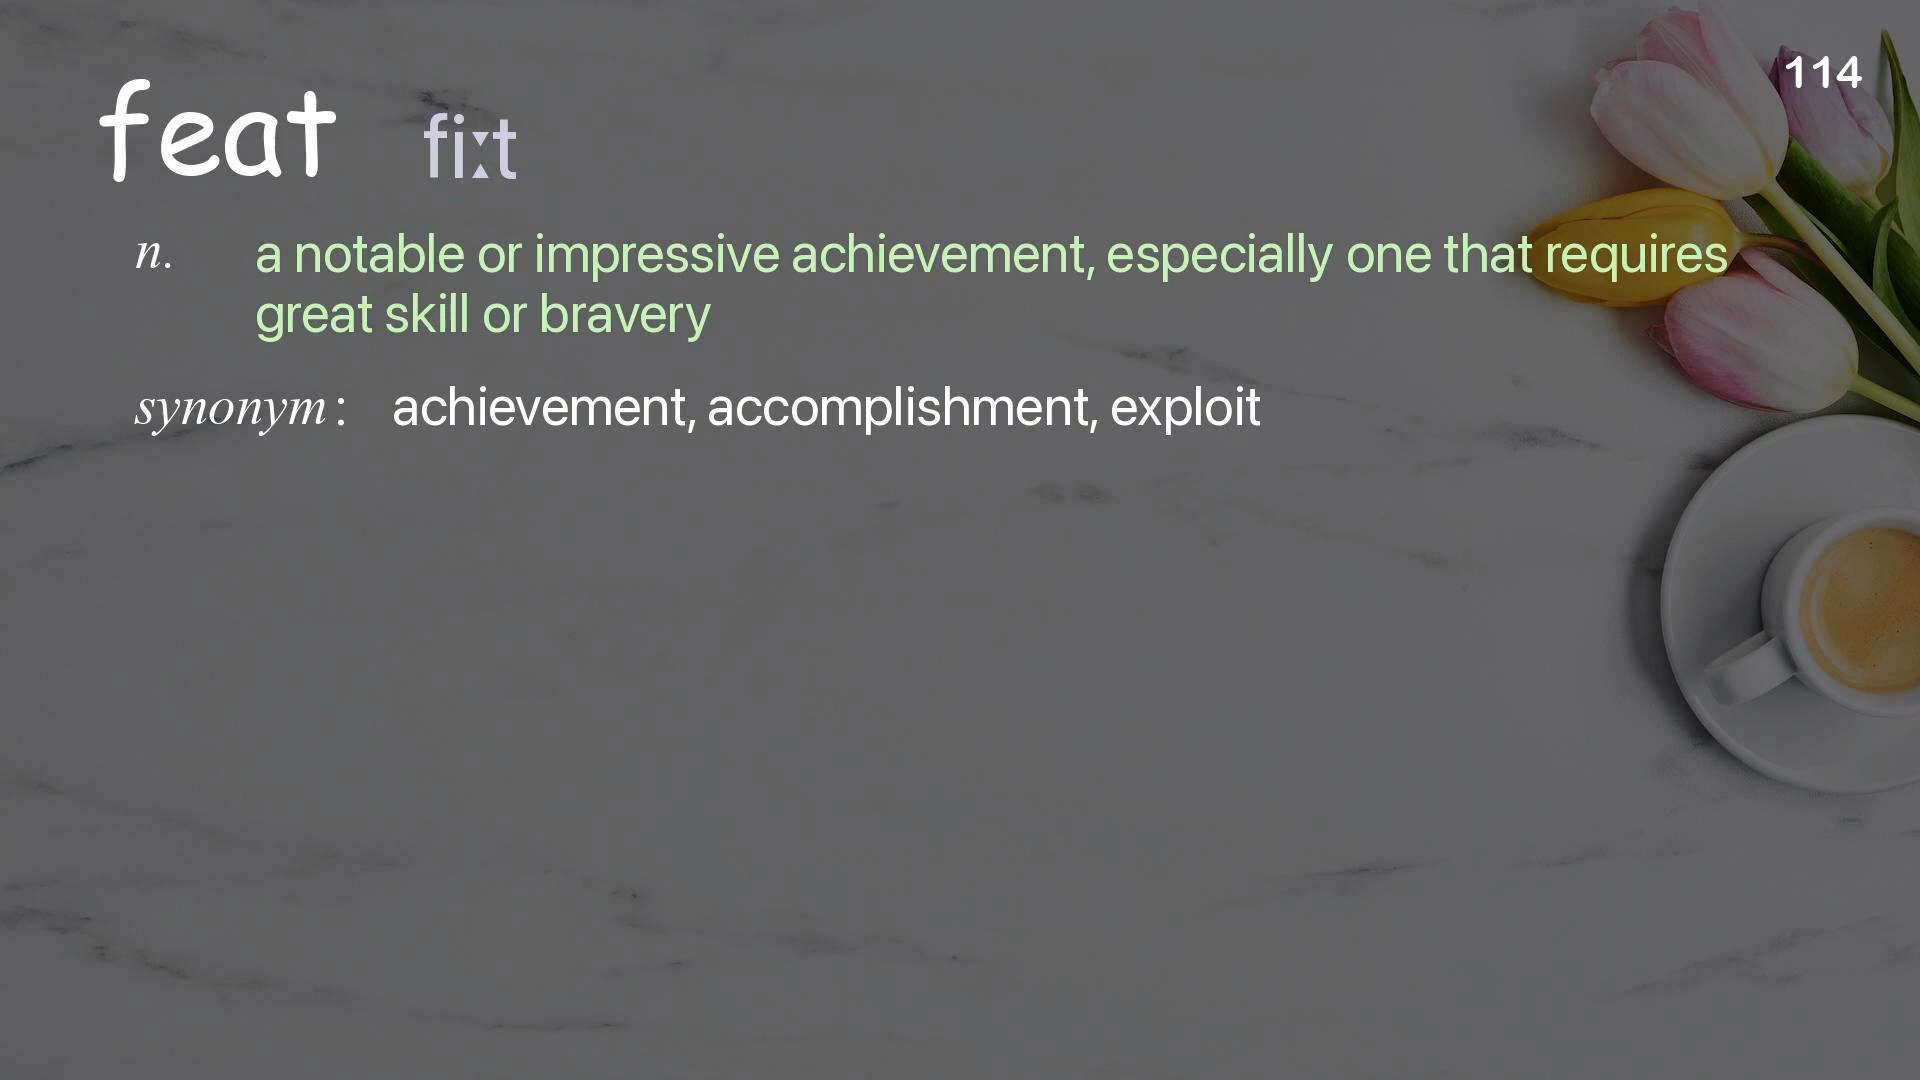 114
feat fiːt
n. a notable or impressive achievement, especially one that requires
great skill or bravery
synonym : achievement, accomplishment, exploit